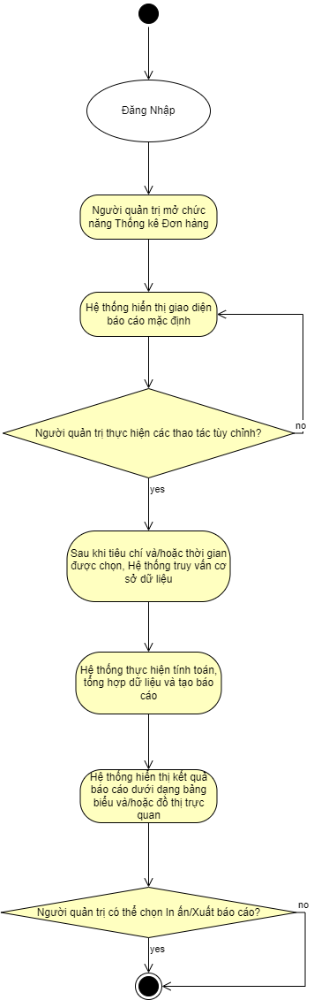 Đăng Nhập
Người quản trị mở chức
năng Thống kê Đơn hàng
Hệ thống hiển thị giao diện
báo cáo mặc định
Người quản trị thực hiện các thao tác tùy chỉnh?
no
yes
Sau khi tiêu chí và/hoặc thời gian
được chọn, Hệ thống truy vấn cơ
sở dữ liệu
Hệ thống thực hiện tính toán,
tổng hợp dữ liệu và tạo báo
cáo
Hệ thống hiển thị kết quả
báo cáo dưới dạng bảng
biểu và/hoặc đồ thị trực
quan
Người quản trị có thể chọn In ấn/Xuất báo cáo?
no
yes